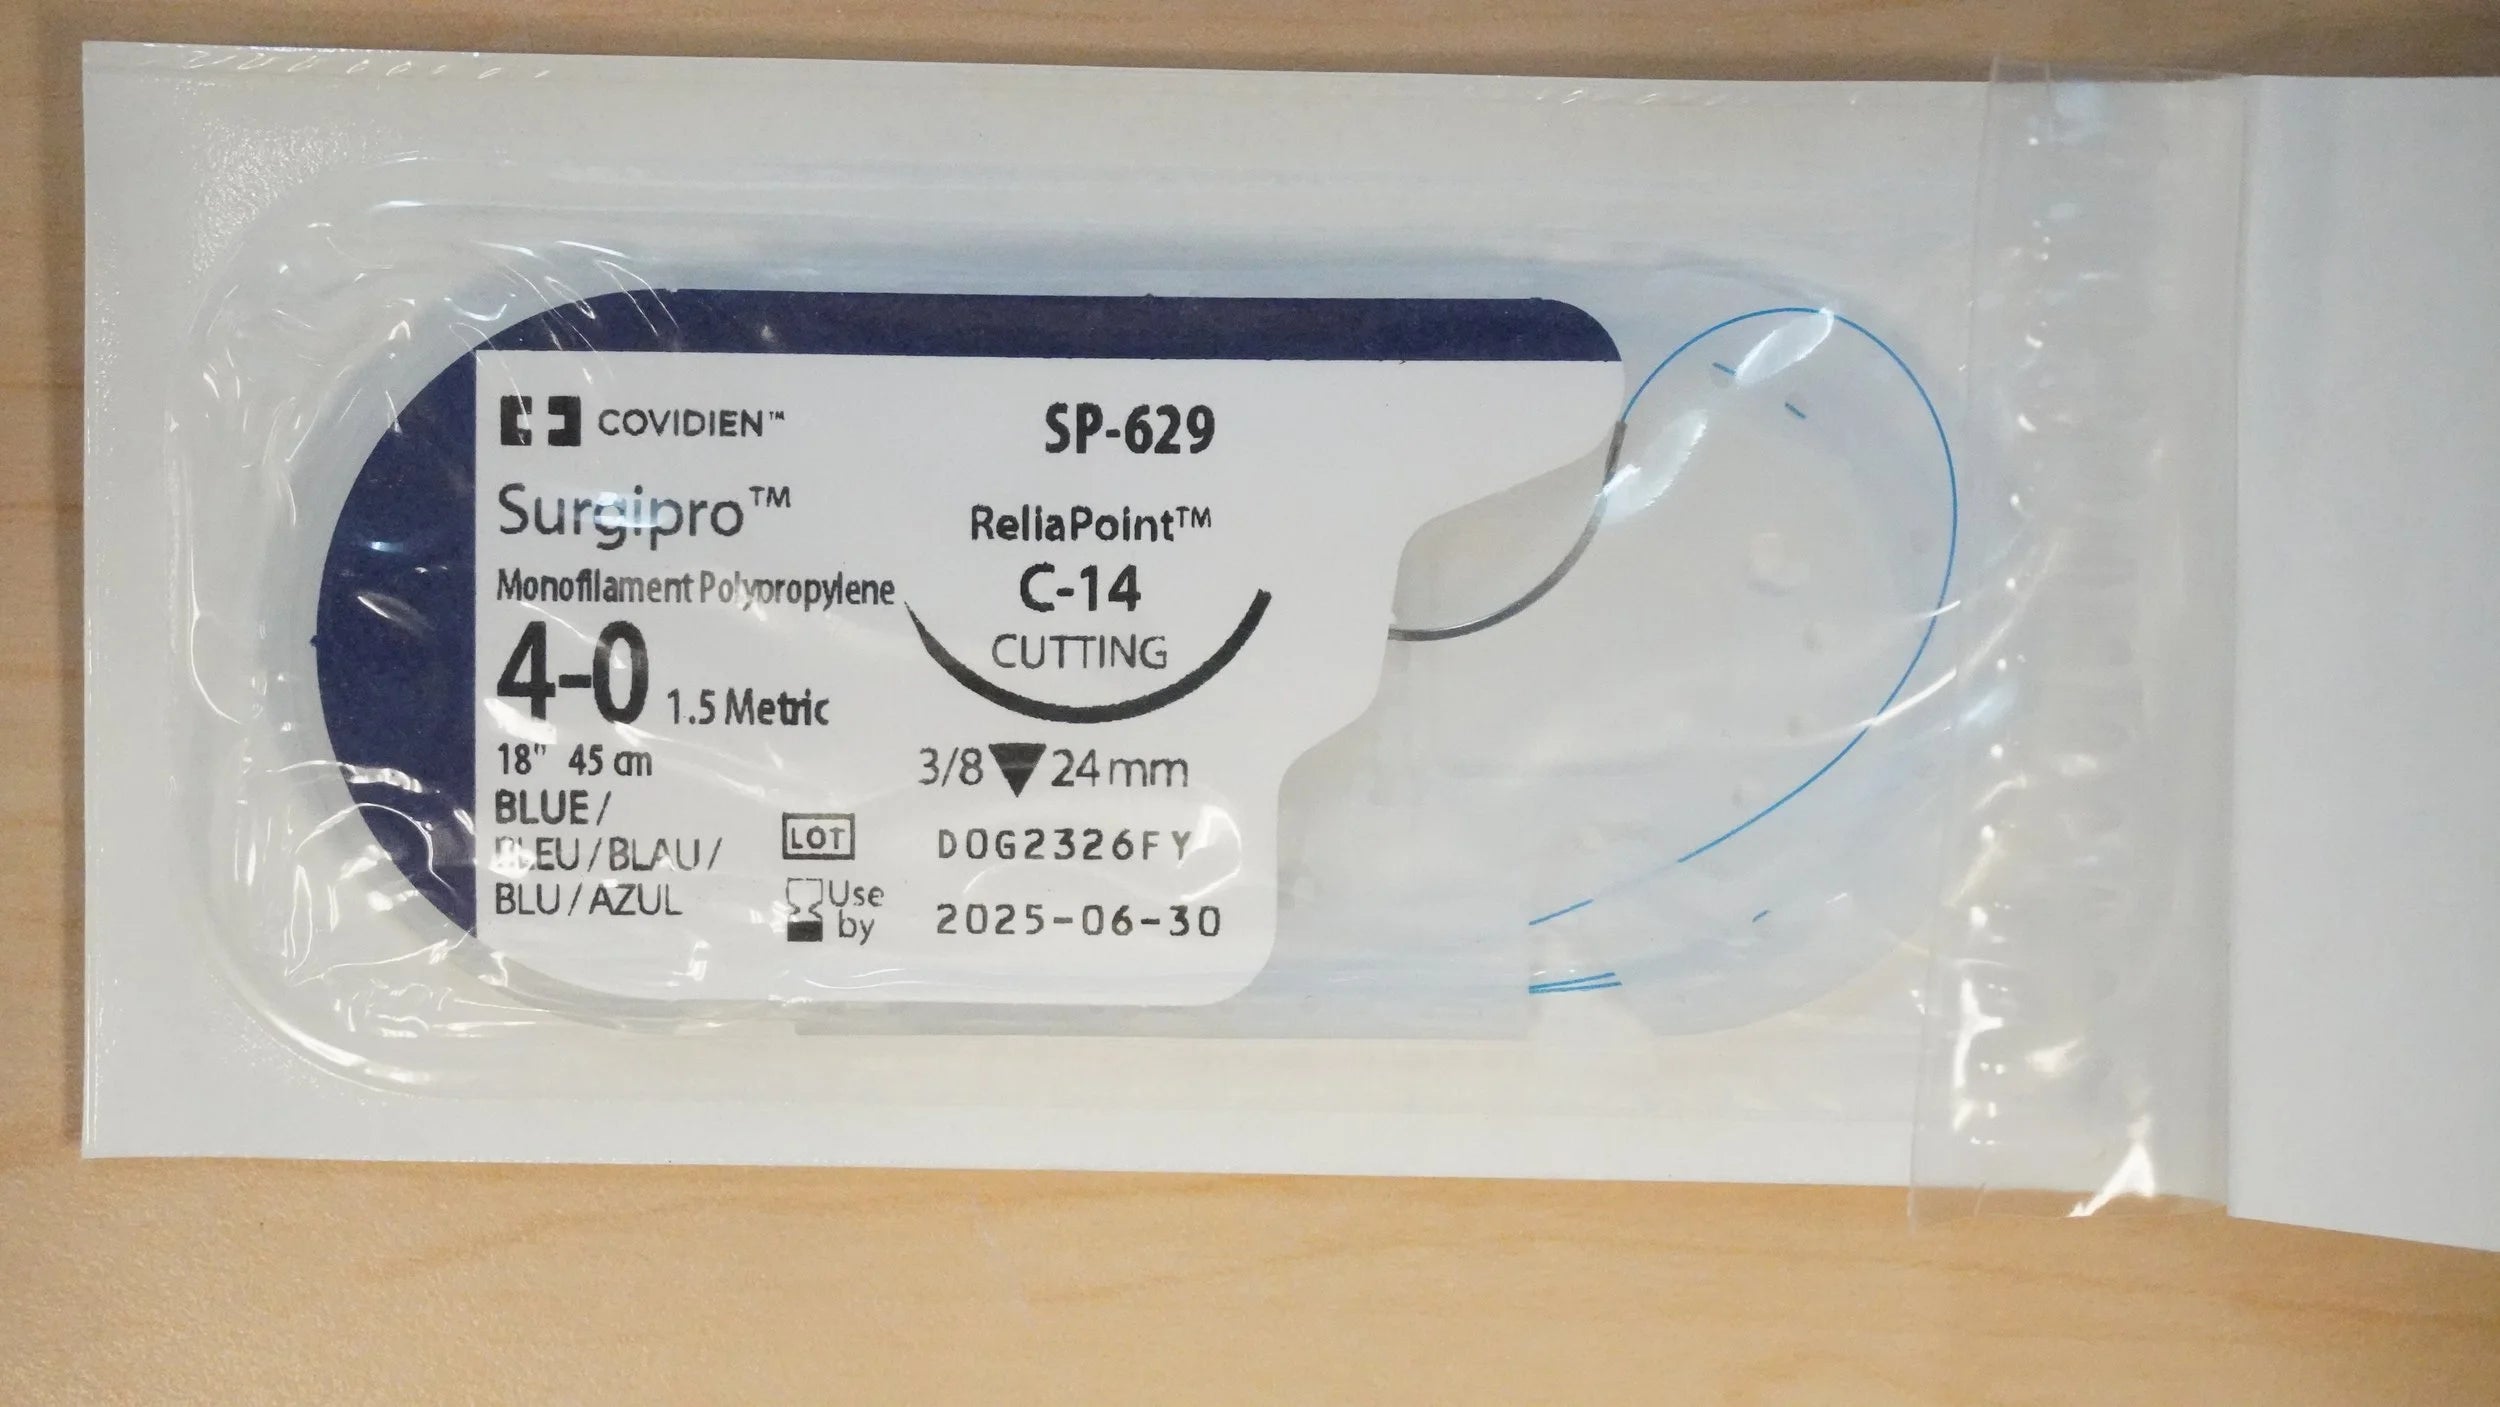 COVIDIEN™
SP-629
Surgipro™
ReliaPoint™
Monofilament Polypropylene
C-14
CUTTING
4-0 1.5 Metric
18" 45 cm
3/8 24 mm
BLUE /
BLEU / BLAU /
BLU / AZUL
LOT D0G2326FY
Use by 2025-06-30